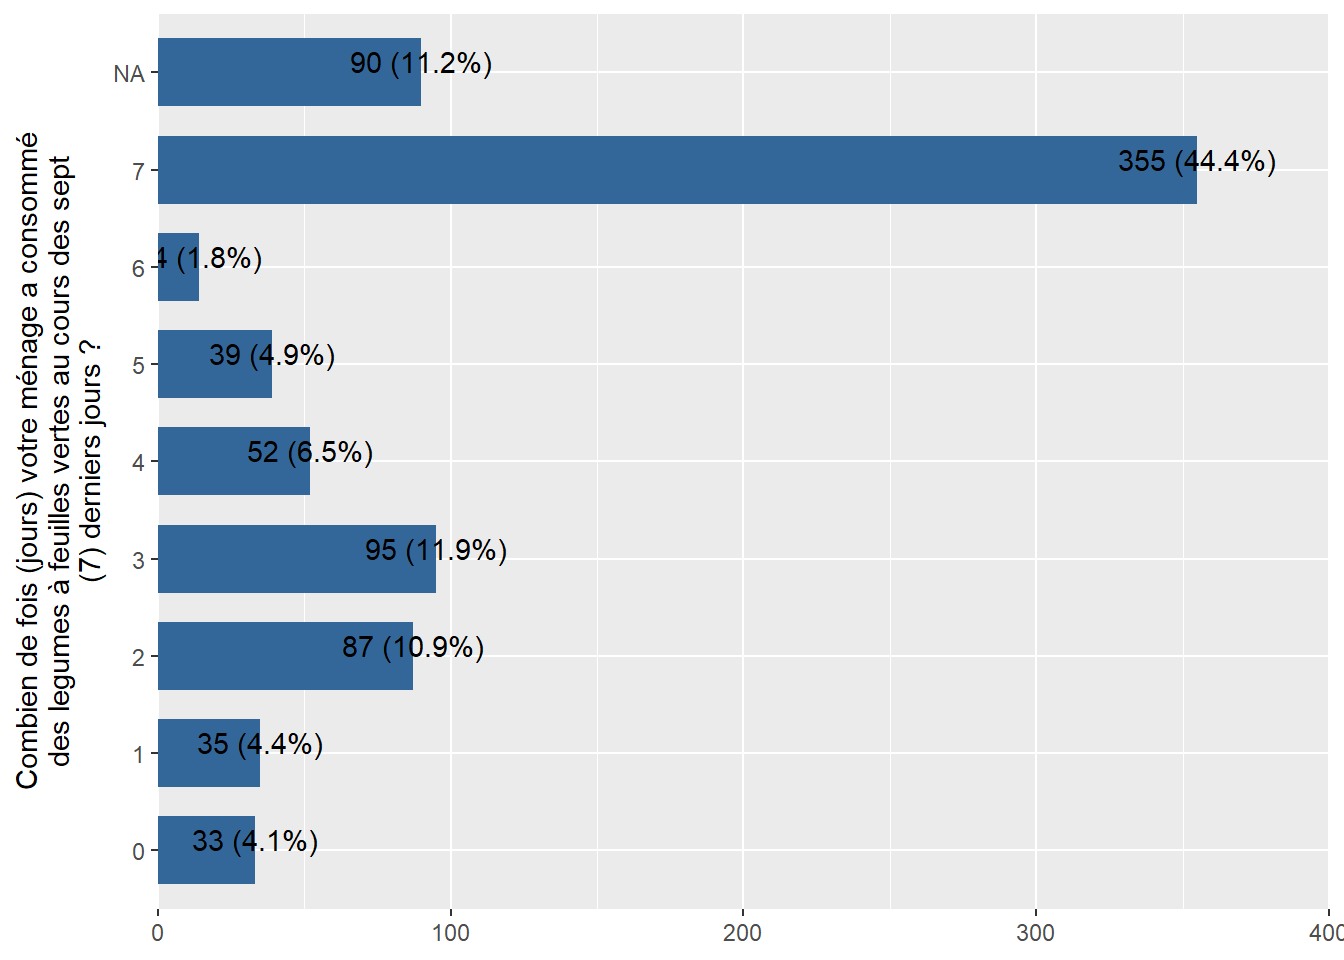 Combien de fois (jours) votre ménage a consommé
des legumes à feuilles vertes au cours des sept
(7) derniers jours ?
NA 90 (11.2%)
7 355 (44.4%)
6 4 (1.8%)
5 39 (4.9%)
4 52 (6.5%)
3 95 (11.9%)
2 87 (10.9%)
1 35 (4.4%)
0 33 (4.1%)
0 100 200 300